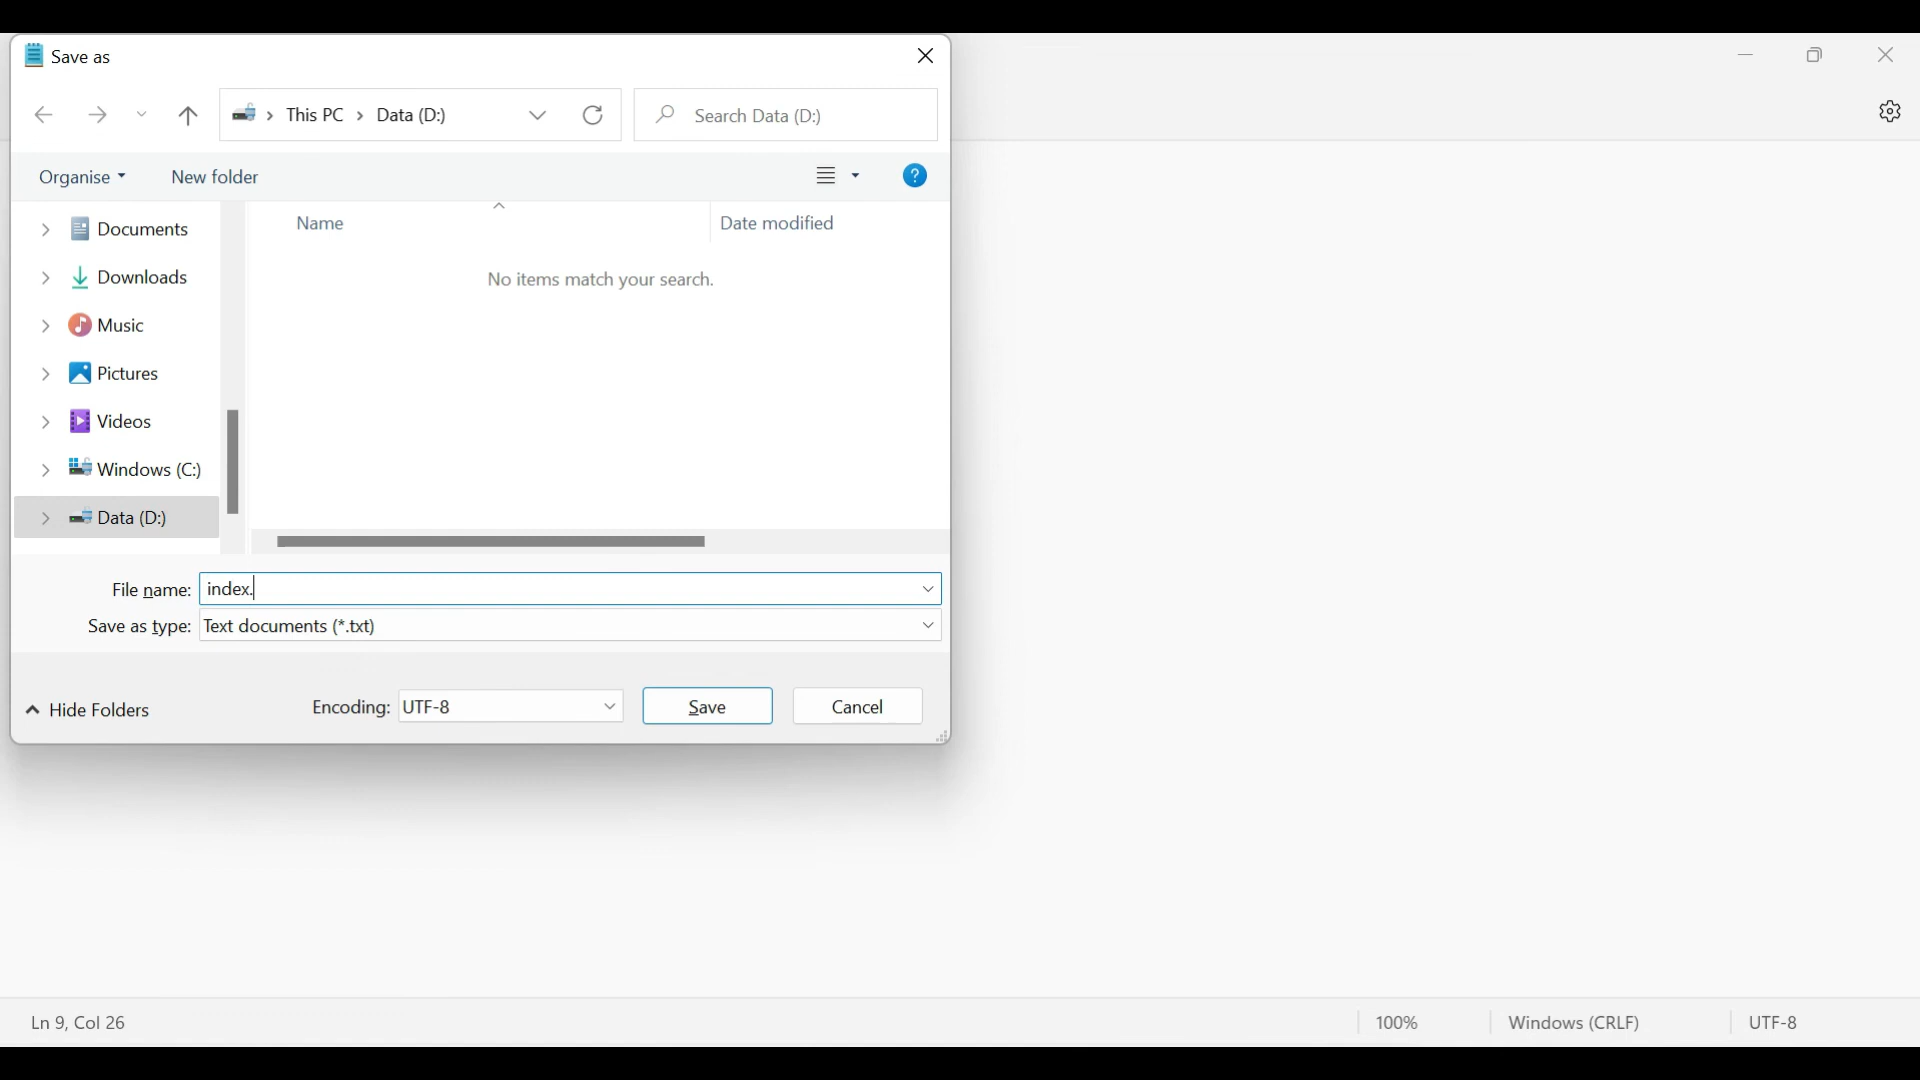 Save as
This PC > Data (D:)
Search Data (D:)
Organise
New folder
Name
Date modified
No items match your search.
Documents
Downloads
Music
Pictures
Videos
Windows (C:)
Data (D:)
File name: index.
Save as type: Text documents (*.txt)
Hide Folders
Encoding: UTF-8
Save
Cancel
Ln 9, Col 26
100%
Windows (CRLF)
UTF-8